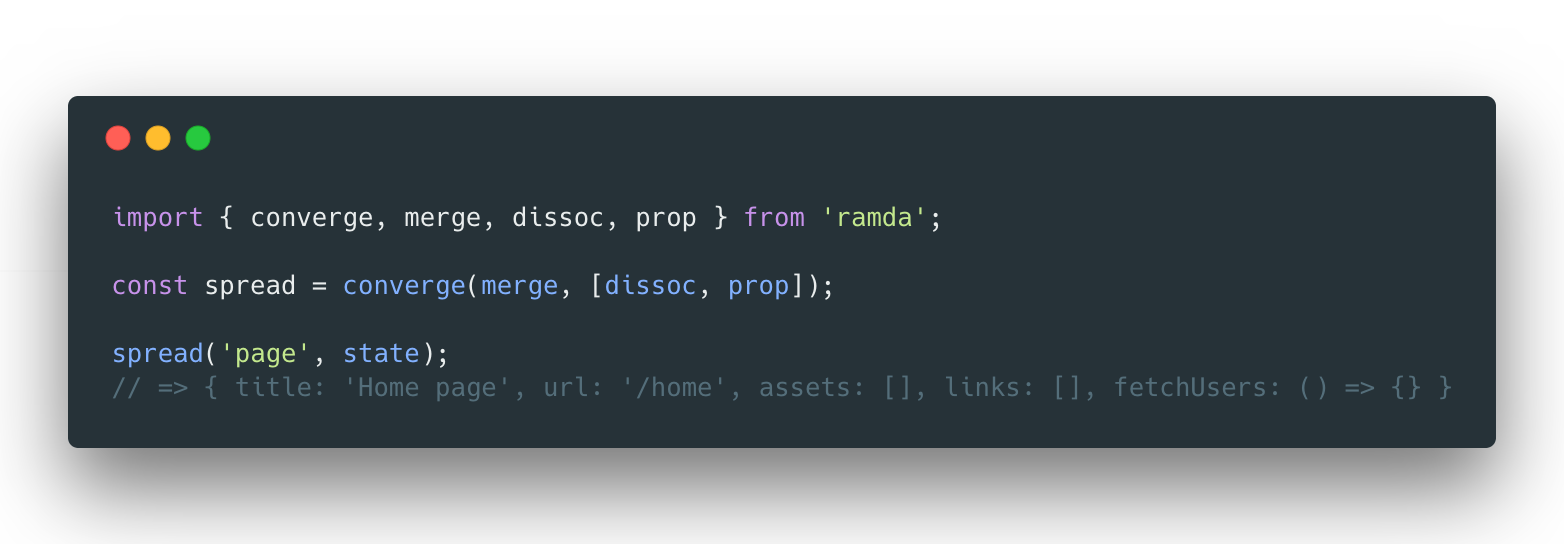 import { converge, merge, dissoc, prop } from 'ramda';
const spread = converge(merge, [dissoc, prop]);
spread('page', state);
// => { title: 'Home page', url: '/home', assets: [], links: [], fetchUsers: () => {} }